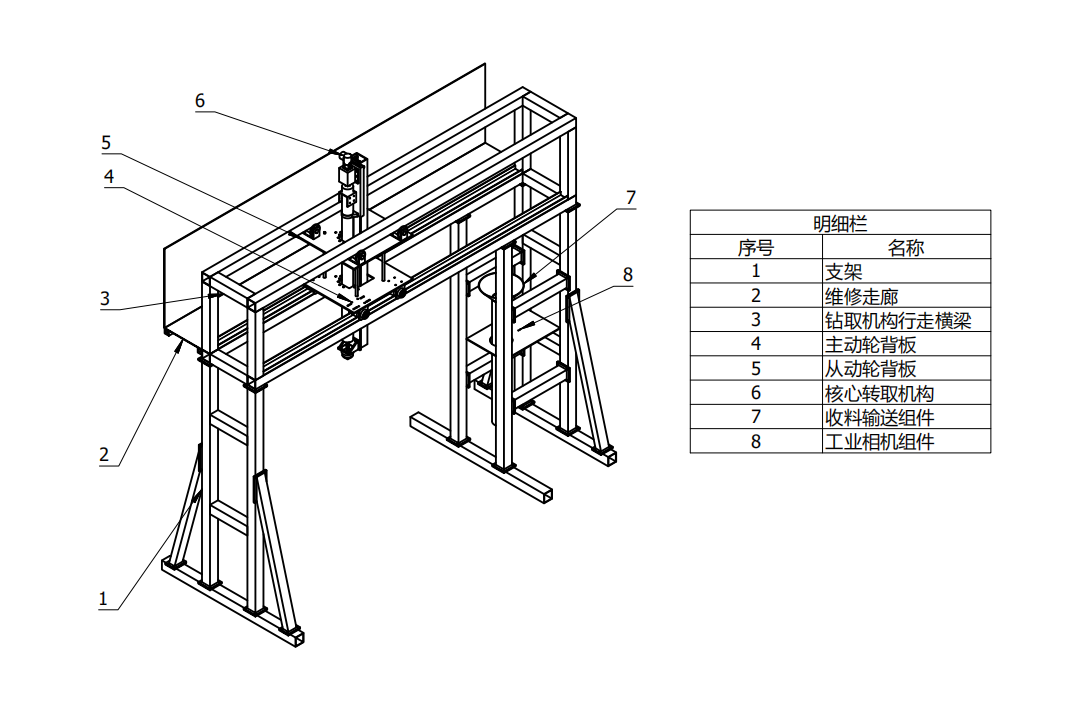 6
5
4
7
8
3
2
1
明细栏
序号 名称
1 支架
2 维修走廊
3 钻取机构行走横梁
4 主动轮背板
5 从动轮背板
6 核心转取机构
7 收料输送组件
8 工业相机组件